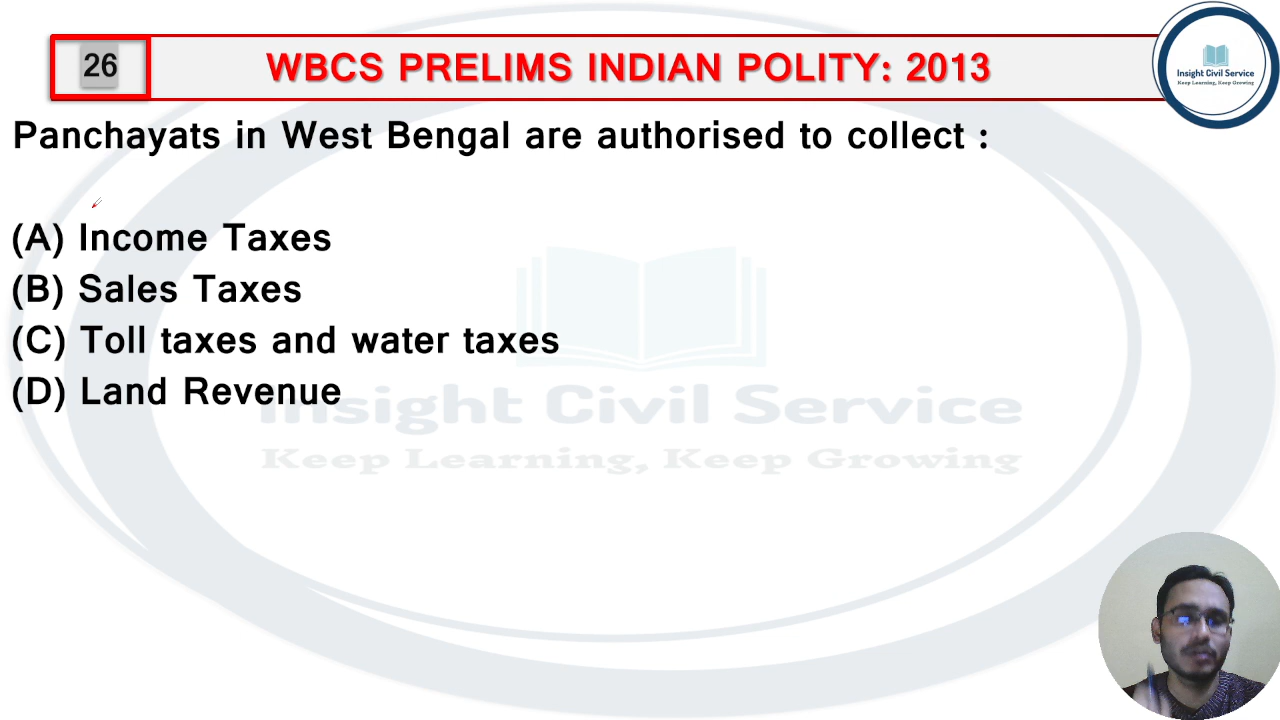 26
WBCS PRELIMS INDIAN POLITY: 2013
Insight Civil Service
Keep Learning, Keep Growing
Panchayats in West Bengal are authorised to collect :
(A) Income Taxes
(B) Sales Taxes
(C) Toll taxes and water taxes
(D) Land Revenue
Insight Civil Service
Keep Learning, Keep Growing